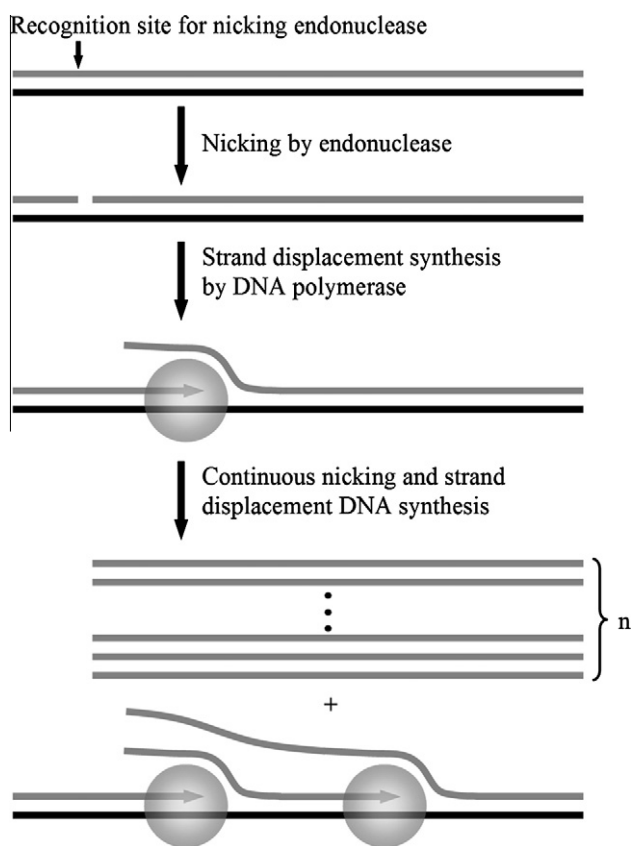 Recognition site for nicking endonuclease
Nicking by endonuclease
Strand displacement synthesis
by DNA polymerase
Continuous nicking and strand
displacement DNA synthesis
n
+